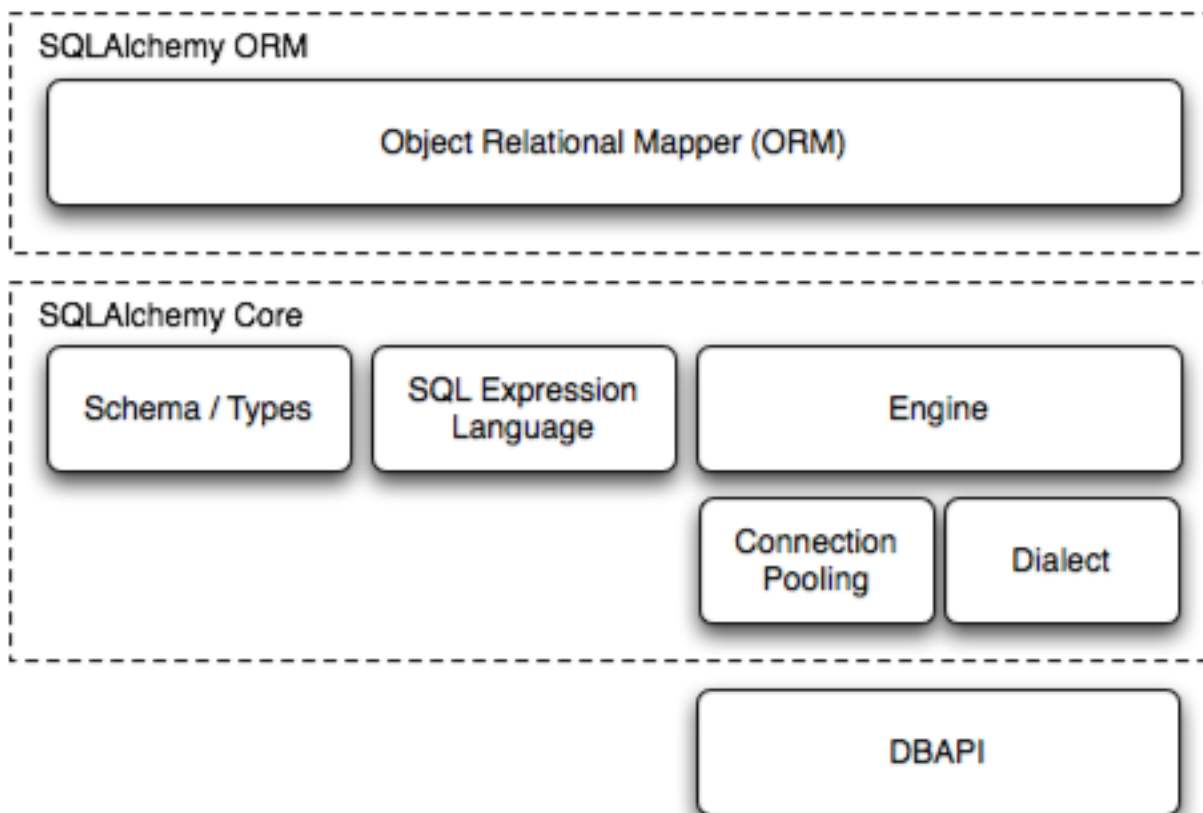 SQLAlchemy ORM
Object Relational Mapper (ORM)
SQLAlchemy Core
Schema / Types
SQL Expression
Language
Engine
Connection
Pooling
Dialect
DBAPI